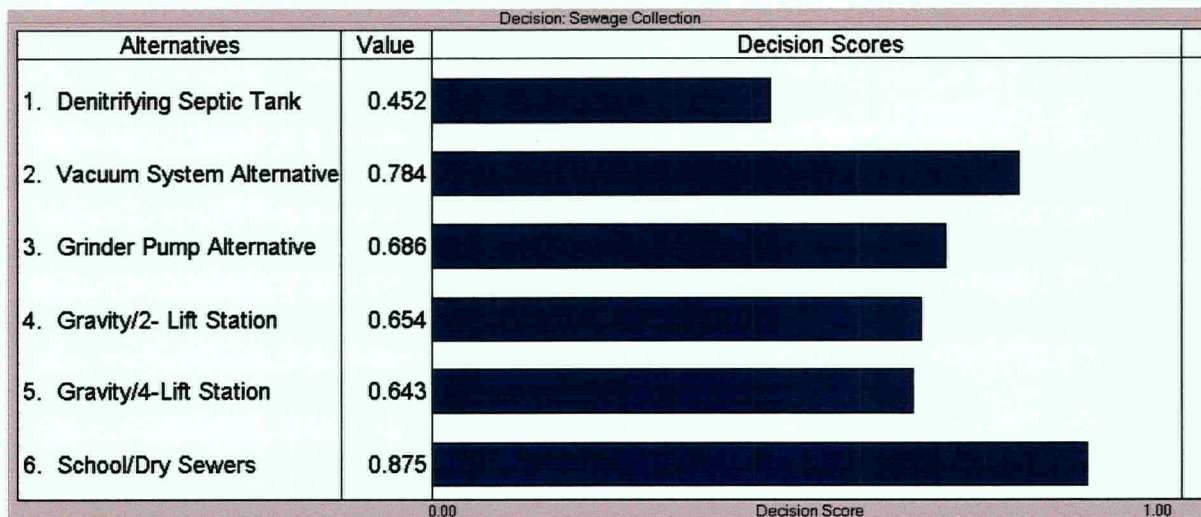 Decision: Sewage Collection
Alternatives Value Decision Scores
1. Denitrifying Septic Tank 0.452
2. Vacuum System Alternative 0.784
3. Grinder Pump Alternative 0.686
4. Gravity/2- Lift Station 0.654
5. Gravity/4-Lift Station 0.643
6. School/Dry Sewers 0.875
0.00 Decision Score 1.00